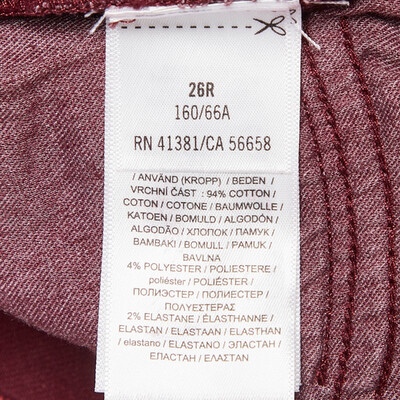 26R
160/66A
RN 41381/CA 56658
/ ANVÄND (KROPP) / BEDEN /
VRCHNÍ ČÁST : 94% COTTON /
COTON / COTONE / BAUMWOLLE /
KATOEN / BOMULD / ALGODÓN /
ALGODÃO / ХЛОПОК / ПАМУК /
BAMBAKI / BOMULL / PAMUK /
BAVLNA
4% POLYESTER / POLIESTERE /
polyester / poliéster /
ПОЛИЭСТЕР / ПОЛИЕСТЕР /
ΠΟΛΥΕΣΤΕΡΑΣ
2% ELASTANE / ÉLASTHANNE /
ELASTAN / ELASTAAN / ELASTHAN
/ elastano / ELASTANO / ЭЛАСТАН /
ЕЛАСТАН / ΕΛΑΣΤΑΝ